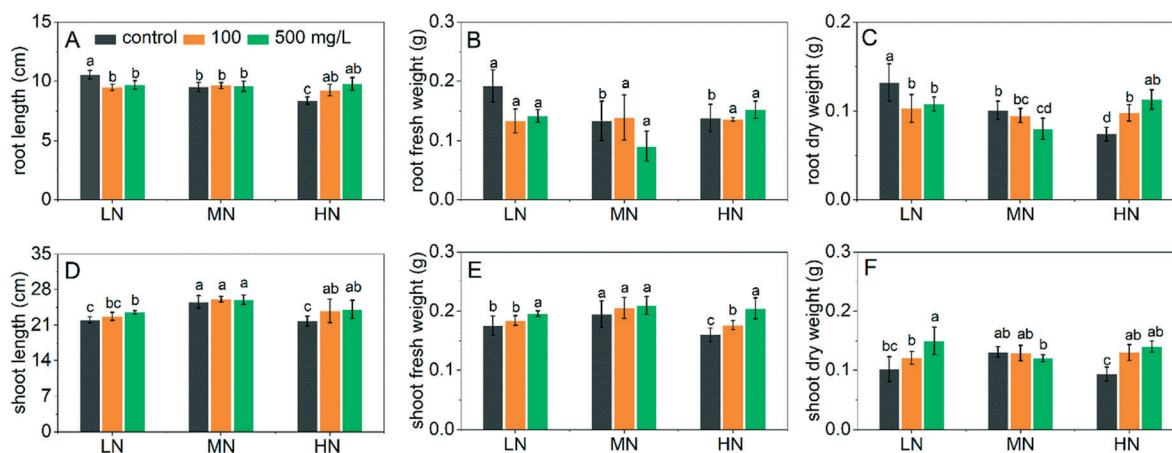 A
control 100 500 mg/L
root length (cm)
15
10
5
0
a b b
b b b
c ab ab
LN MN HN
B
root fresh weight (g)
0.3
0.2
0.1
0.0
a a a
b a a
b a a
LN MN HN
C
root dry weight (g)
0.2
0.1
0.0
a b b
b bc cd
d b ab
LN MN HN
D
shoot length (cm)
35
28
21
14
7
0
c bc b
a a a
c ab ab
LN MN HN
E
shoot fresh weight (g)
0.3
0.2
0.1
0.0
b b a
a a a
c b a
LN MN HN
F
shoot dry weight (g)
0.3
0.2
0.1
0.0
bc b a
ab ab b
c ab ab
LN MN HN